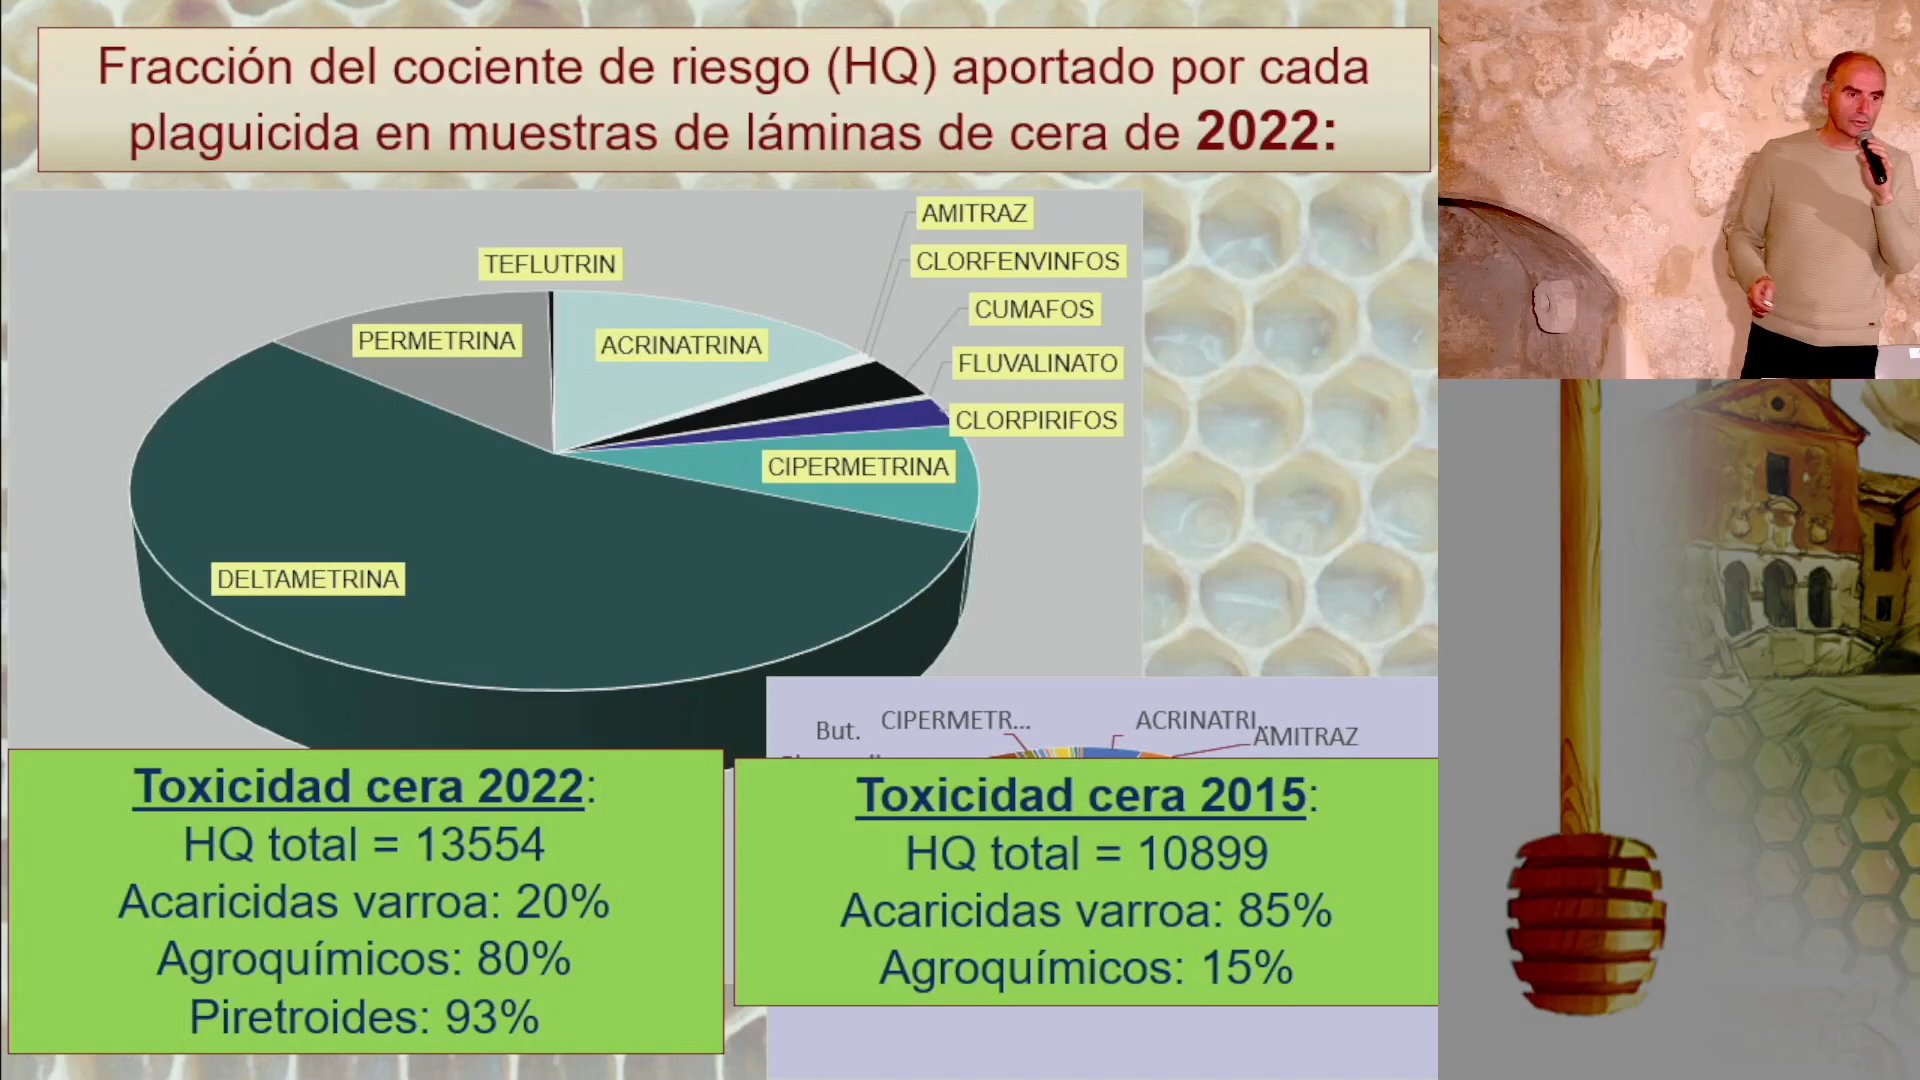 Fracción del cociente de riesgo (HQ) aportado por cada
plaguicida en muestras de láminas de cera de 2022:
AMITRAZ
TEFLUTRIN
CLORFENVINFOS
CUMAFOS
PERMETRINA
ACRINATRINA
FLUVALINATO
CLORPIRIFOS
CIPERMETRINA
DELTAMETRINA
But.
CIPERMETR...
ACRINATRI...
AMITRAZ
Toxicidad cera 2022:
HQ total = 13554
Acaricidas varroa: 20%
Agroquímicos: 80%
Piretroides: 93%
Toxicidad cera 2015:
HQ total = 10899
Acaricidas varroa: 85%
Agroquímicos: 15%